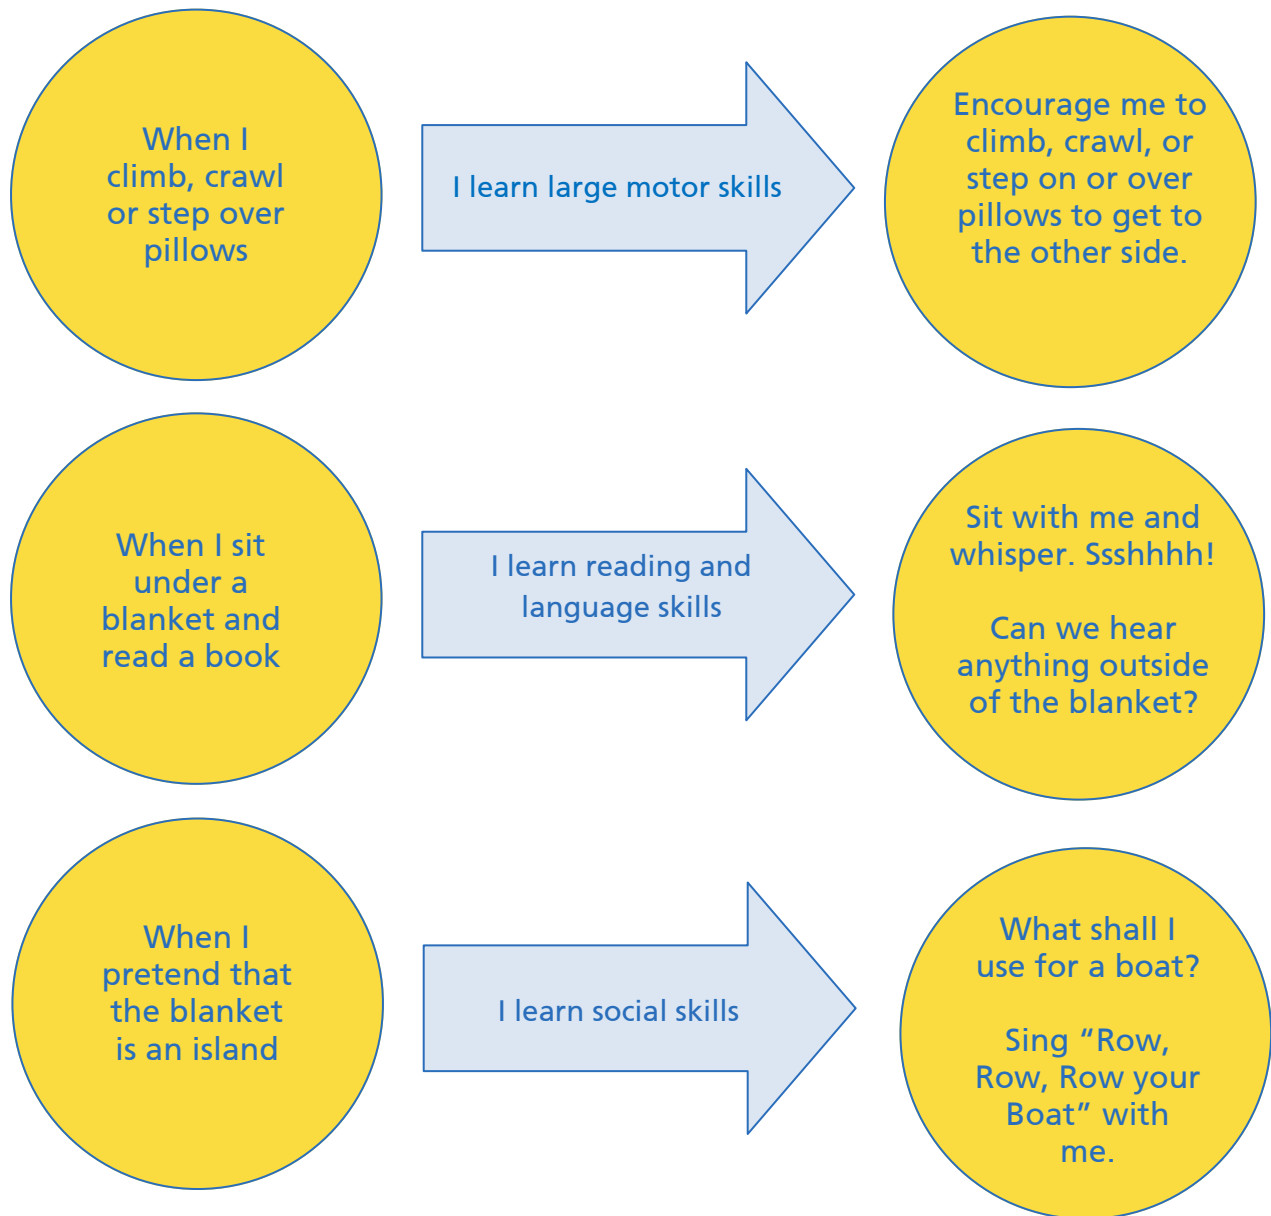 When I
climb, crawl
or step over
pillows
I learn large motor skills
Encourage me to
climb, crawl, or
step on or over
pillows to get to
the other side.
When I sit
under a
blanket and
read a book
I learn reading and
language skills
Sit with me and
whisper. Ssshhhh!
Can we hear
anything outside
of the blanket?
When I
pretend that
the blanket
is an island
I learn social skills
What shall I
use for a boat?
Sing “Row,
Row, Row your
Boat” with
me.